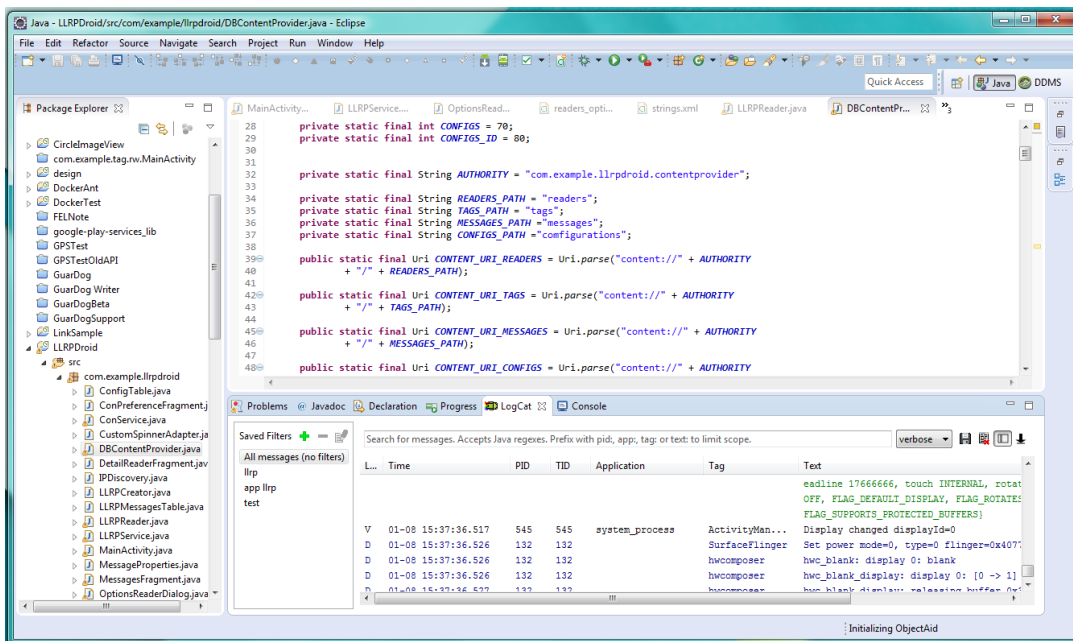 Java - LLRPDroid/src/com/example/llrpdroid/DBContentProvider.java - Eclipse
File Edit Refactor Source Navigate Search Project Run Window Help
Quick Access
Java DDMS
Package Explorer
CircleImageView
com.example.tag.rw.MainActivity
design
DockerAnt
DockerTest
FELNote
google-play-services_lib
GPSTest
GPSTestOldAPI
GuarDog
GuarDog Writer
GuarDogBeta
GuarDogSupport
LinkSample
LLRPDroid
src
com.example.llrpdroid
ConfigTable.java
ConPreferenceFragment.j
ConService.java
CustomSpinnerAdapter.ja
DBContentProvider.java
DetailReaderFragment.jav
IPDiscovery.java
LLRPCreator.java
LLRPMessagesTable.java
LLRPReader.java
LLRPService.java
MainActivity.java
MessageProperties.java
MessagesFragment.java
OptionsReaderDialog.java
MainActivity... LLRPService.... OptionsRead... readers_opti... strings.xml LLRPReader.java DBContentPr... »3
28 private static final int CONFIGS = 70;
29 private static final int CONFIGS_ID = 80;
30
31
32 private static final String AUTHORITY = "com.example.llrpdroid.contentprovider";
33
34 private static final String READERS_PATH = "readers";
35 private static final String TAGS_PATH = "tags";
36 private static final String MESSAGES_PATH ="messages";
37 private static final String CONFIGS_PATH ="comfigurations";
38
39 public static final Uri CONTENT_URI_READERS = Uri.parse("content://" + AUTHORITY
40 + "/" + READERS_PATH);
41
42 public static final Uri CONTENT_URI_TAGS = Uri.parse("content://" + AUTHORITY
43 + "/" + TAGS_PATH);
44
45 public static final Uri CONTENT_URI_MESSAGES = Uri.parse("content://" + AUTHORITY
46 + "/" + MESSAGES_PATH);
47
48 public static final Uri CONTENT_URI_CONFIGS = Uri.parse("content://" + AUTHORITY
Problems @ Javadoc Declaration Progress LogCat Console
Saved Filters
All messages (no filters)
llrp
app llrp
test
Search for messages. Accepts Java regexes. Prefix with pid:, app:, tag: or text: to limit scope.
verbose
L... Time PID TID Application Tag Text
eadline 17666666, touch INTERNAL, rotat
OFF, FLAG_DEFAULT_DISPLAY, FLAG_ROTATES
FLAG_SUPPORTS_PROTECTED_BUFFERS}
V 01-08 15:37:36.517 545 545 system_process ActivityMan... Display changed displayId=0
D 01-08 15:37:36.526 132 132 SurfaceFlinger Set power mode=0, type=0 flinger=0x407
D 01-08 15:37:36.526 132 132 hwcomposer hwc_blank: display 0: blank
D 01-08 15:37:36.526 132 132 hwcomposer hwc_blank_display: display 0: [0 -> 1]
D 01-08 15:37:36.527 132 132 hwcomposer hwc_blank_display: releasing buffer
Initializing ObjectAid